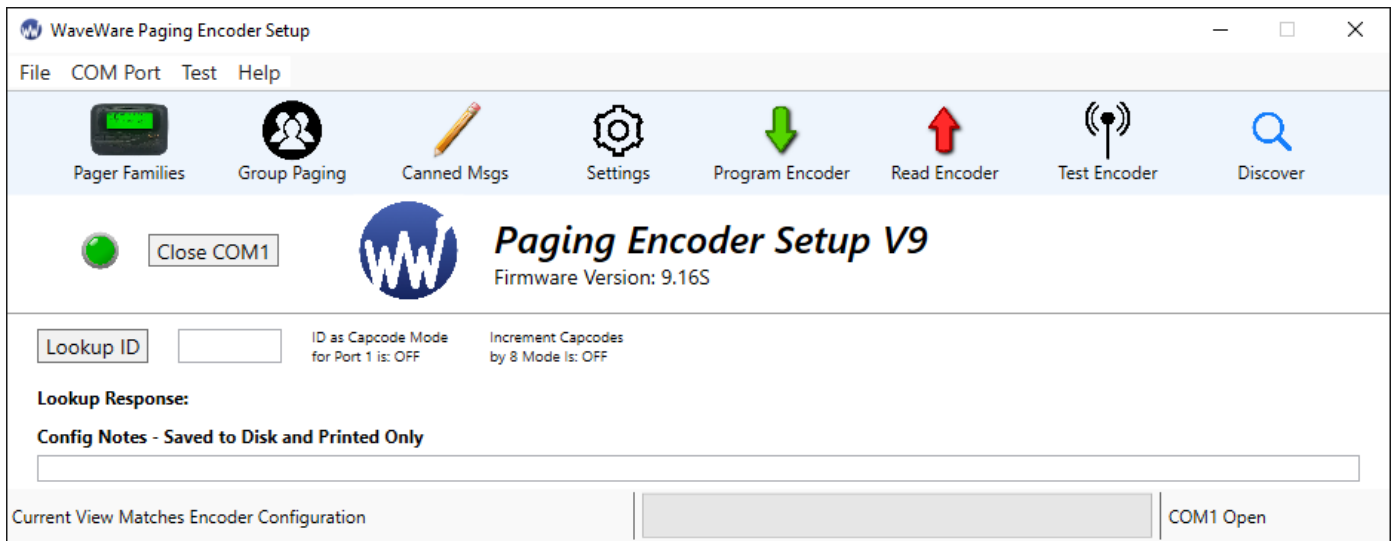 WaveWare Paging Encoder Setup
File COM Port Test Help
Pager Families Group Paging Canned Msgs Settings Program Encoder Read Encoder Test Encoder Discover
Close COM1
WW
Paging Encoder Setup V9
Firmware Version: 9.16S
Lookup ID
ID as Capcode Mode
for Port 1 is: OFF
Increment Capcodes
by 8 Mode Is: OFF
Lookup Response:
Config Notes - Saved to Disk and Printed Only
Current View Matches Encoder Configuration
COM1 Open